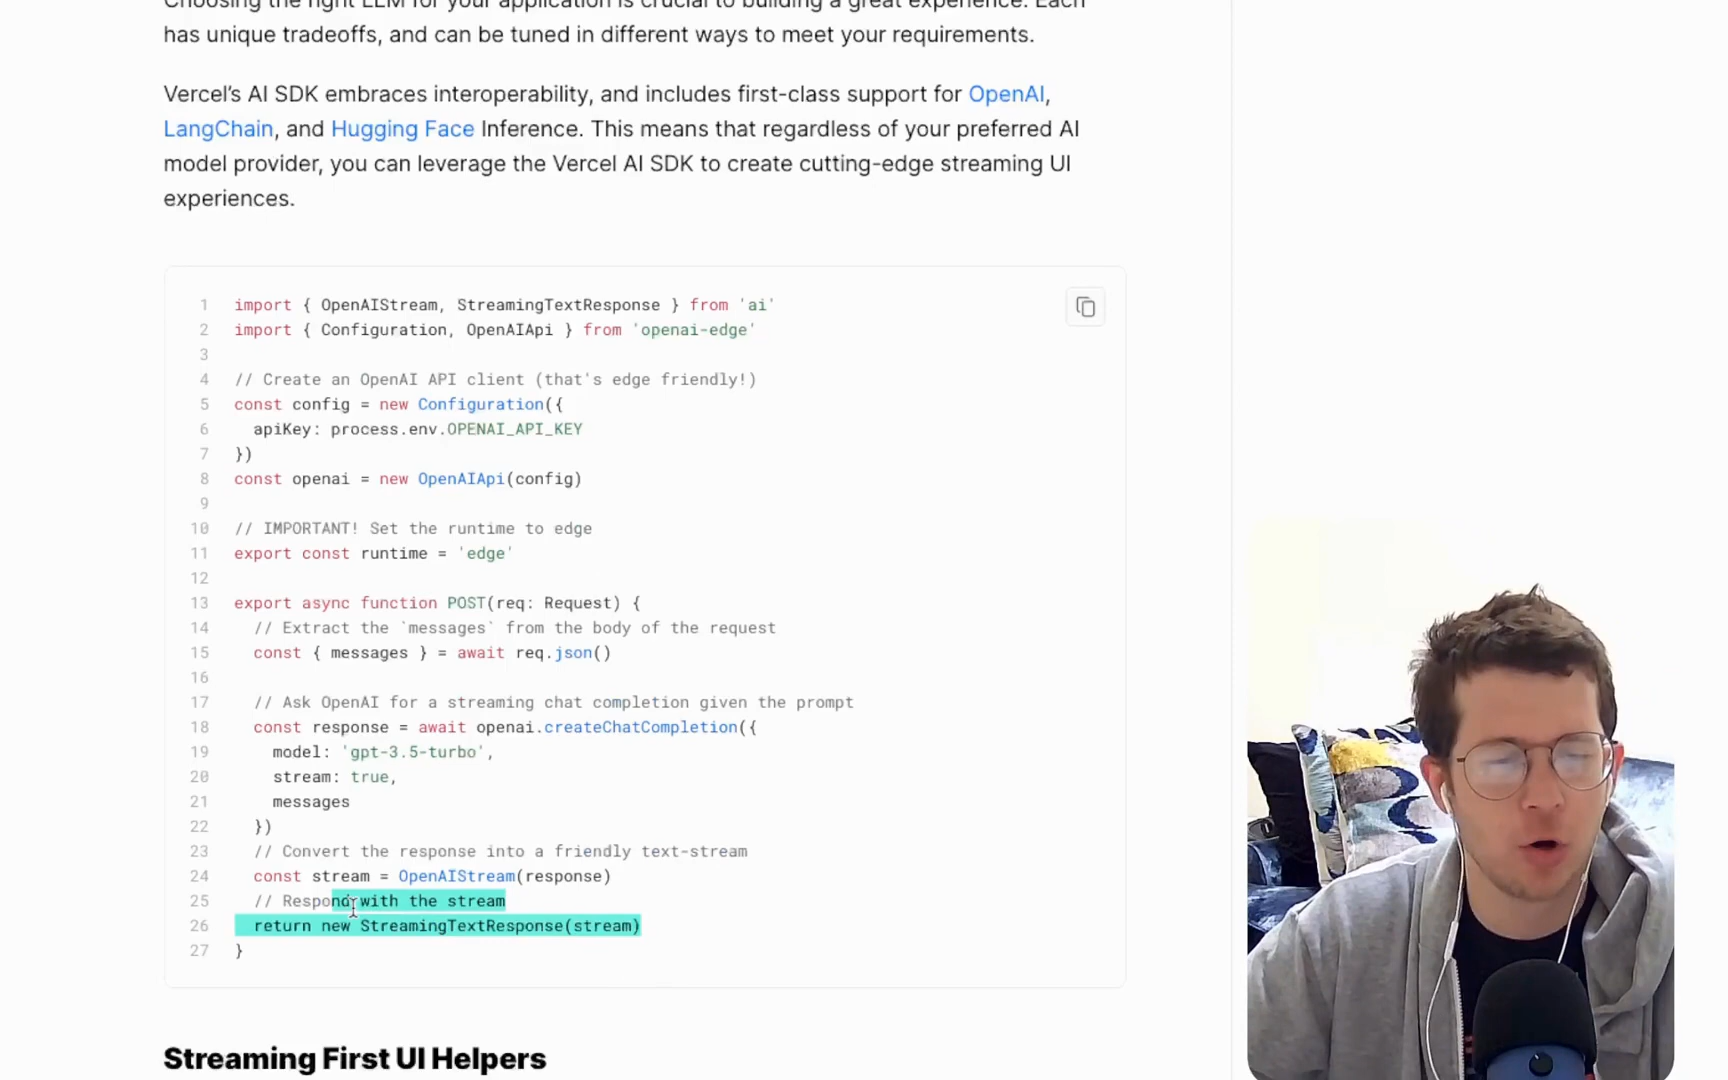 Choosing the right LLM for your application is crucial to building a great experience. Each
has unique tradeoffs, and can be tuned in different ways to meet your requirements.
Vercel’s AI SDK embraces interoperability, and includes first-class support for OpenAI,
LangChain, and Hugging Face Inference. This means that regardless of your preferred AI
model provider, you can leverage the Vercel AI SDK to create cutting-edge streaming UI
experiences.
1 import { OpenAIStream, StreamingTextResponse } from 'ai'
2 import { Configuration, OpenAIApi } from 'openai-edge'
3
4 // Create an OpenAI API client (that's edge friendly!)
5 const config = new Configuration({
6   apiKey: process.env.OPENAI_API_KEY
7 })
8 const openai = new OpenAIApi(config)
9
10 // IMPORTANT! Set the runtime to edge
11 export const runtime = 'edge'
12
13 export async function POST(req: Request) {
14   // Extract the `messages` from the body of the request
15   const { messages } = await req.json()
16
17   // Ask OpenAI for a streaming chat completion given the prompt
18   const response = await openai.createChatCompletion({
19     model: 'gpt-3.5-turbo',
20     stream: true,
21     messages
22   })
23   // Convert the response into a friendly text-stream
24   const stream = OpenAIStream(response)
25   // Respond with the stream
26   return new StreamingTextResponse(stream)
27 }
Streaming First UI Helpers